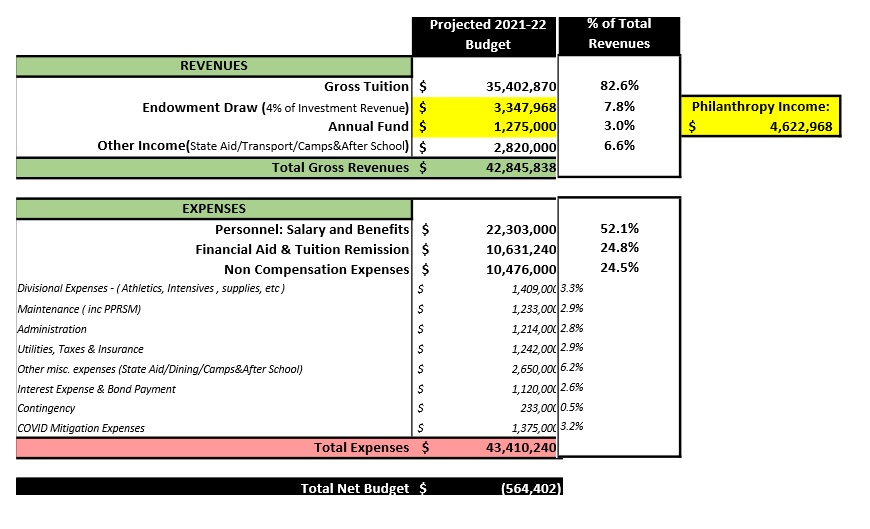 Projected 2021-22 % of Total
Budget Revenues
REVENUES
Gross Tuition $ 35,402,870 82.6%
Endowment Draw (4% of Investment Revenue) $ 3,347,968 7.8% Philanthropy Income:
Annual Fund $ 1,275,000 3.0% $ 4,622,968
Other Income(State Aid/Transport/Camps&After School) $ 2,820,000 6.6%
Total Gross Revenues $ 42,845,838
EXPENSES
Personnel: Salary and Benefits $ 22,303,000 52.1%
Financial Aid & Tuition Remission $ 10,631,240 24.8%
Non Compensation Expenses $ 10,476,000 24.5%
Divisional Expenses - ( Athletics, Intensives , supplies, etc ) $ 1,409,000 3.3%
Maintenance ( inc PPRSM) $ 1,233,000 2.9%
Administration $ 1,214,000 2.8%
Utilities, Taxes & Insurance $ 1,242,000 2.9%
Other misc. expenses (State Aid/Dining/Camps&After School) $ 2,650,000 6.2%
Interest Expense & Bond Payment $ 1,120,000 2.6%
Contingency $ 233,000 0.5%
COVID Mitigation Expenses $ 1,375,000 3.2%
Total Expenses $ 43,410,240
Total Net Budget $ (564,402)